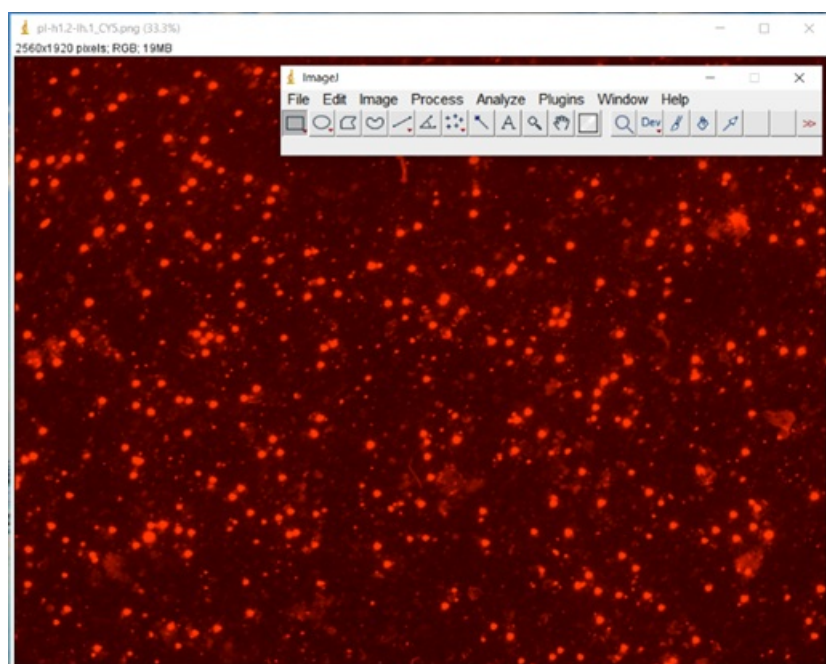 pl-h1.2-lh.1_CY5.png (33.3%)
2560x1920 pixels; RGB; 19MB
ImageJ
File Edit Image Process Analyze Plugins Window Help
A Dev >>